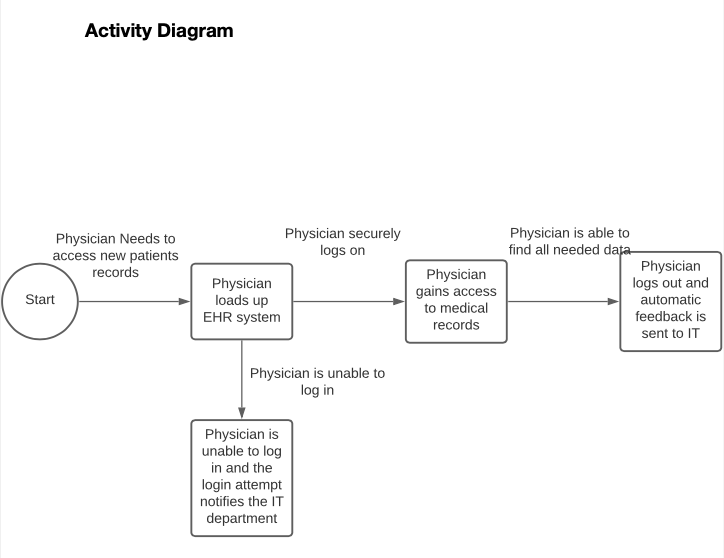 Activity Diagram
Physician Needs to
access new patients
records
Physician securely
logs on
Physician is able to
find all needed data
Start
Physician
loads up
EHR system
Physician
gains access
to medical
records
Physician
logs out and
automatic
feedback is
sent to IT
Physician is unable to
log in
Physician is
unable to log
in and the
login attempt
notifies the IT
department